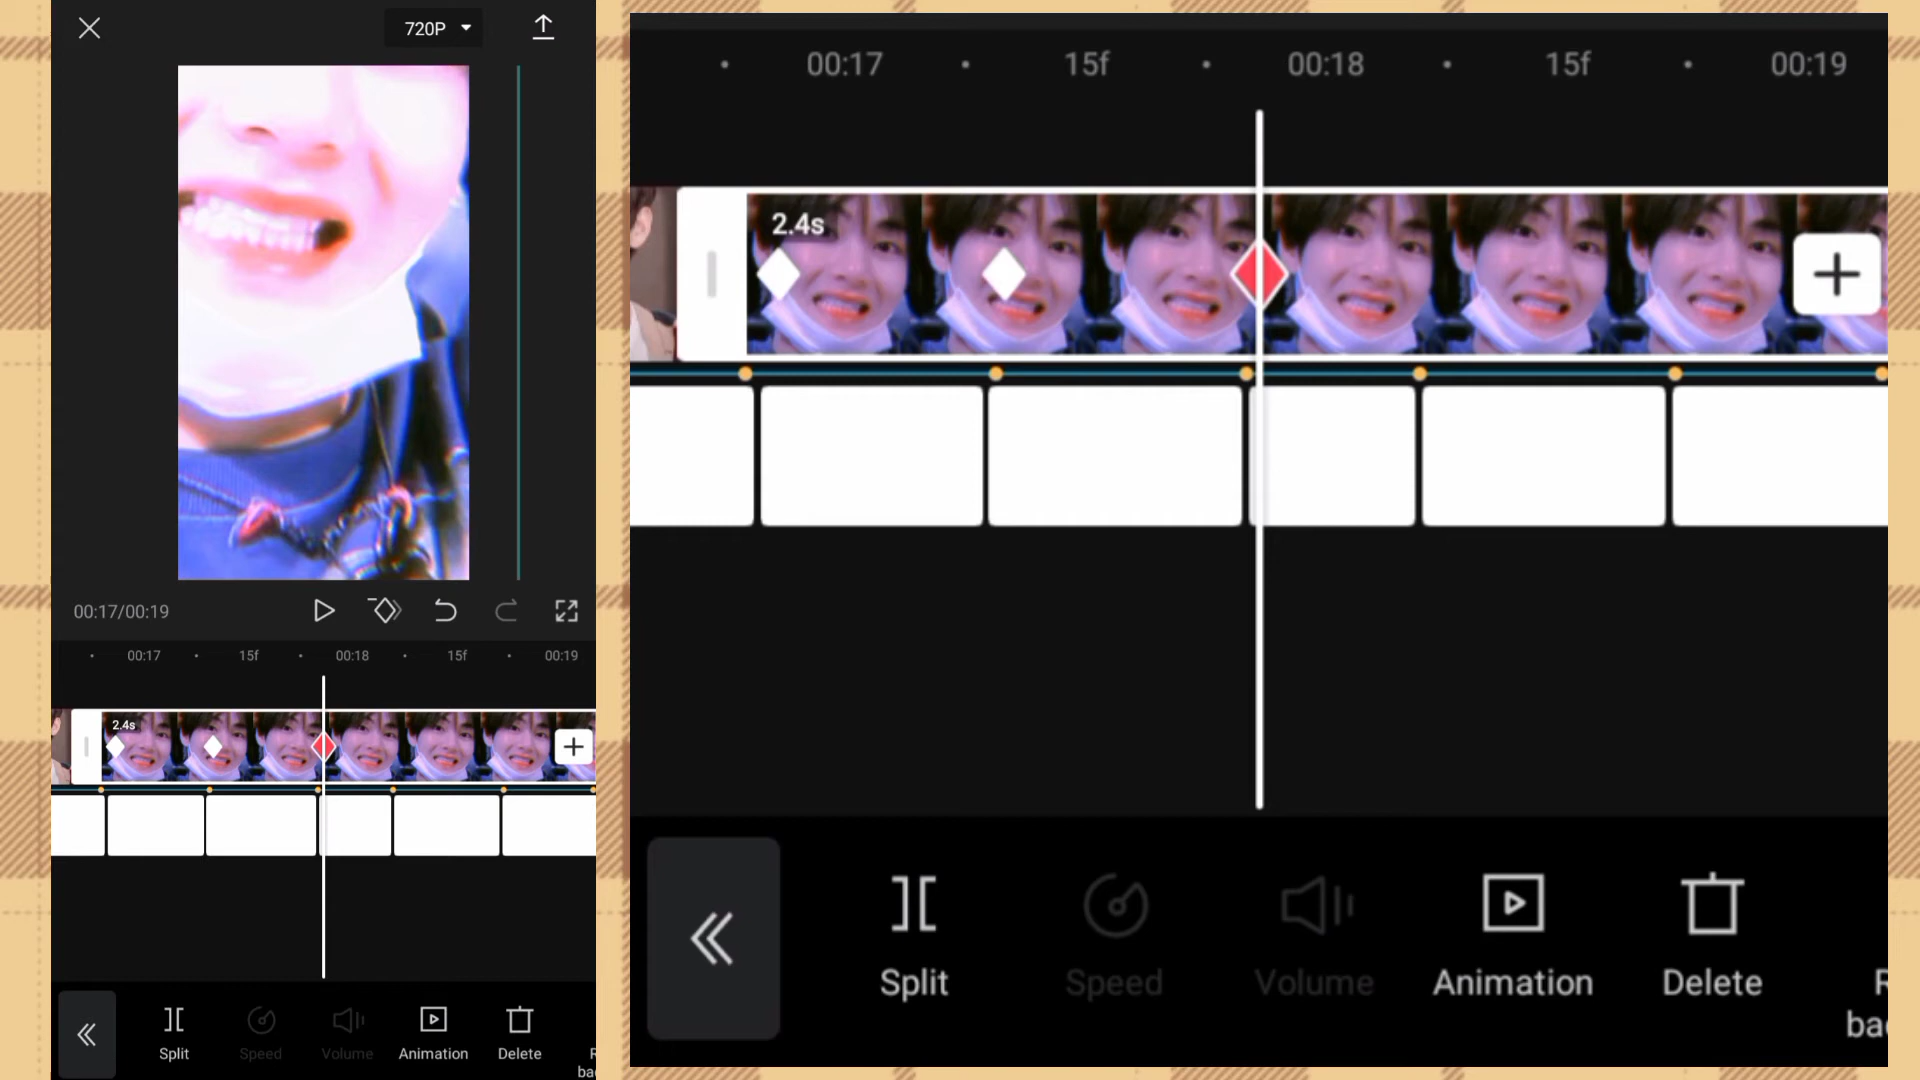 720P
00:17/00:19
00:17 15f 00:18 15f 00:19
2.4s
Split Speed Volume Animation Delete
00:17 15f 00:18 15f 00:19
2.4s
Split Speed Volume Animation Delete